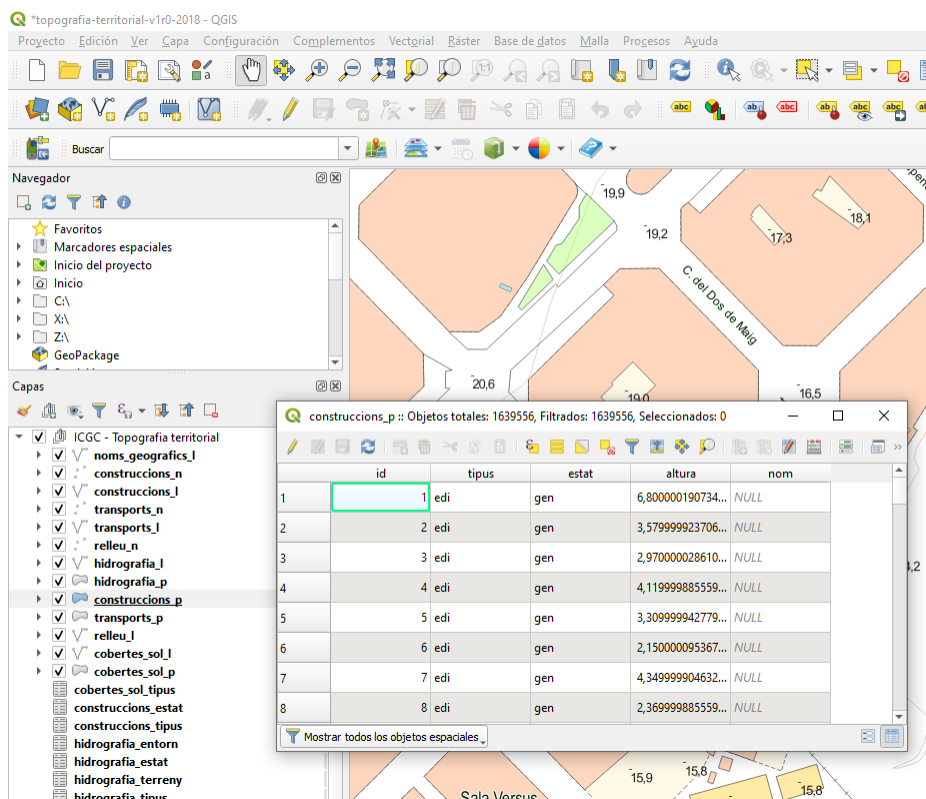 *topografia-territorial-v1r0-2018 - QGIS
Proyecto Edición Ver Capa Configuración Complementos Vectorial Ráster Base de datos Malla Procesos Ayuda
Buscar
Navegador
Favoritos
Marcadores espaciales
Inicio del proyecto
Inicio
C:\
X:\
Z:\
GeoPackage
Capas
ICGC - Topografia territorial
noms_geografics_l
construccions_n
construccions_l
transports_n
transports_l
relleu_n
hidrografia_l
hidrografia_p
construccions_p
transports_p
relleu_l
cobertes_sol_l
cobertes_sol_p
cobertes_sol_tipus
construccions_estat
construccions_tipus
hidrografia_entorn
hidrografia_estat
hidrografia_terreny
hidrografia_tipus
19,9
19,2
18,1
17,3
C. del Dos de Maig
20,6
19,0
16,5
construccions_p :: Objetos totales: 1639556, Filtrados: 1639556, Seleccionados: 0
id tipus estat altura nom
1 1 edi gen 6,800000190734... NULL
2 2 edi gen 3,579999923706... NULL
3 3 edi gen 2,970000028610... NULL
4 4 edi gen 4,119999885559... NULL
5 5 edi gen 3,309999942779... NULL
6 6 edi gen 2,150000095367... NULL
7 7 edi gen 4,349999904632... NULL
8 8 edi gen 2,369999885559... NULL
Mostrar todos los objetos espaciales
15,9
15,8
15,8
Sala Versus